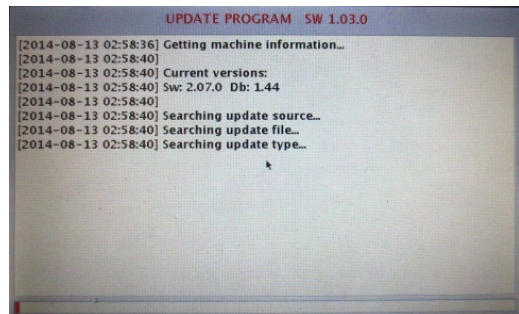 UPDATE PROGRAM SW 1.03.0
[2014-08-13 02:58:36] Getting machine information...
[2014-08-13 02:58:40]
[2014-08-13 02:58:40] Current versions:
[2014-08-13 02:58:40] Sw: 2.07.0 Db: 1.44
[2014-08-13 02:58:40]
[2014-08-13 02:58:40] Searching update source...
[2014-08-13 02:58:40] Searching update file...
[2014-08-13 02:58:40] Searching update type...